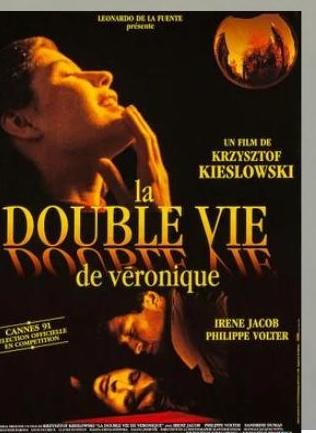 LEONARDO DE LA FUENTE
présente
UN FILM DE
KRZYSZTOF
KIESLOWSKI
la
DOUBLE VIE
de véronique
CANNES 91
SELECTION OFFICIELLE
EN COMPETITION
IRENE JACOB
PHILIPPE VOLTER